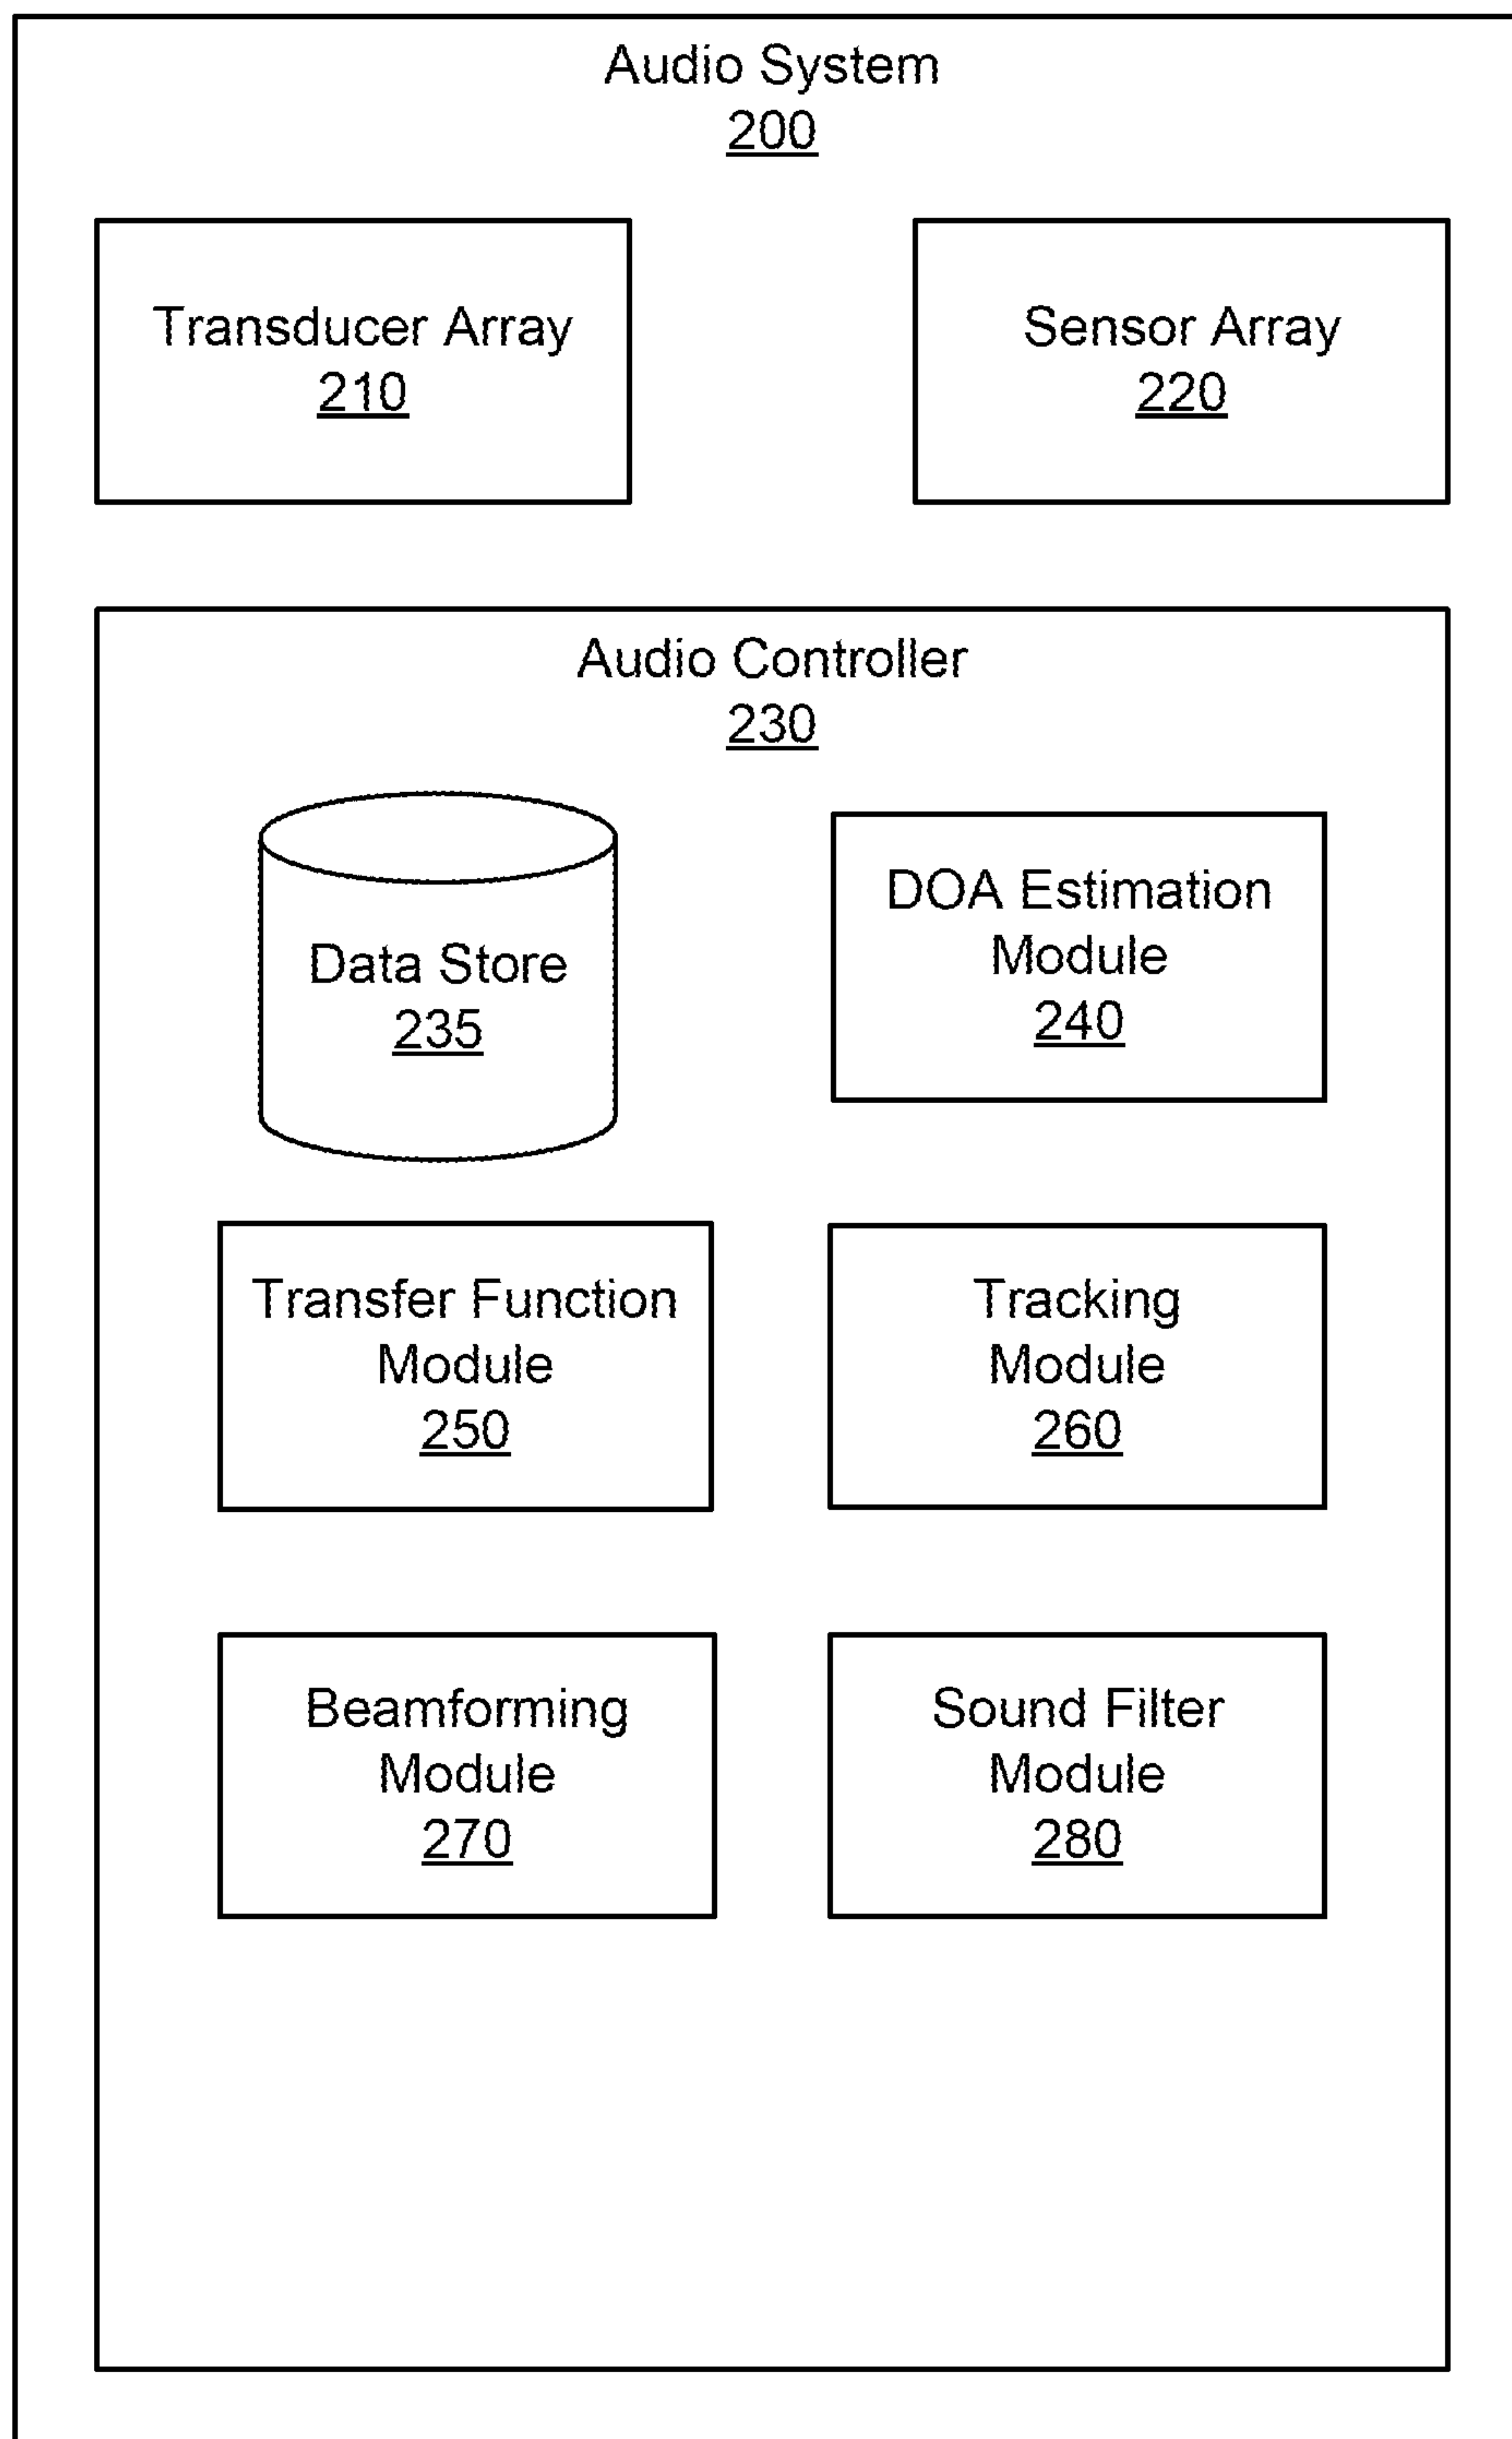 Audio System
200
Transducer Array
210
Sensor Array
220
Audio Controller
230
Data Store
235
DOA Estimation
Module
240
Transfer Function
Module
250
Tracking
Module
260
Beamforming
Module
270
Sound Filter
Module
280